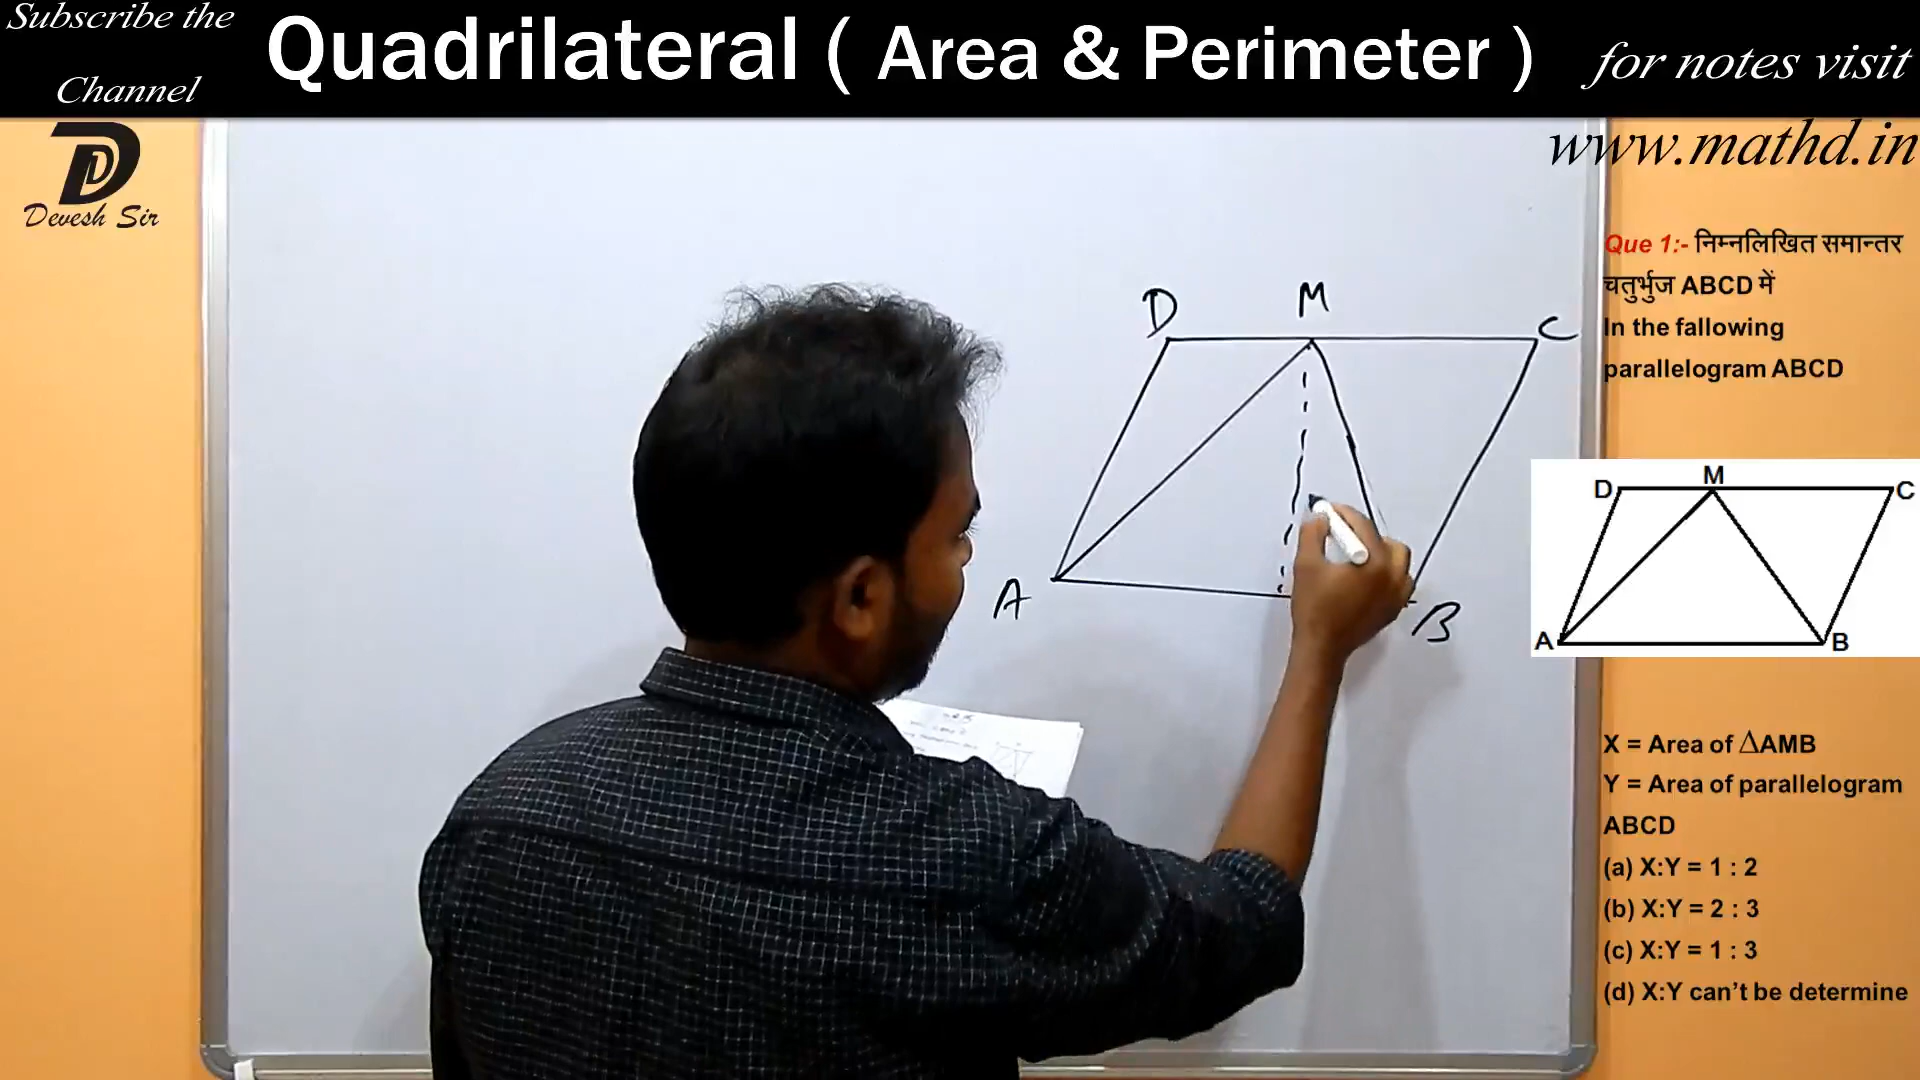 Subscribe the
Channel
Quadrilateral ( Area & Perimeter )
for notes visit
www.mathd.in
D
Devesh Sir
Que 1:- निम्नलिखित समान्तर
चतुर्भुज ABCD में
In the fallowing
parallelogram ABCD
D M C
A B
D M C
A B
X = Area of ΔAMB
Y = Area of parallelogram
ABCD
(a) X:Y = 1 : 2
(b) X:Y = 2 : 3
(c) X:Y = 1 : 3
(d) X:Y can't be determine